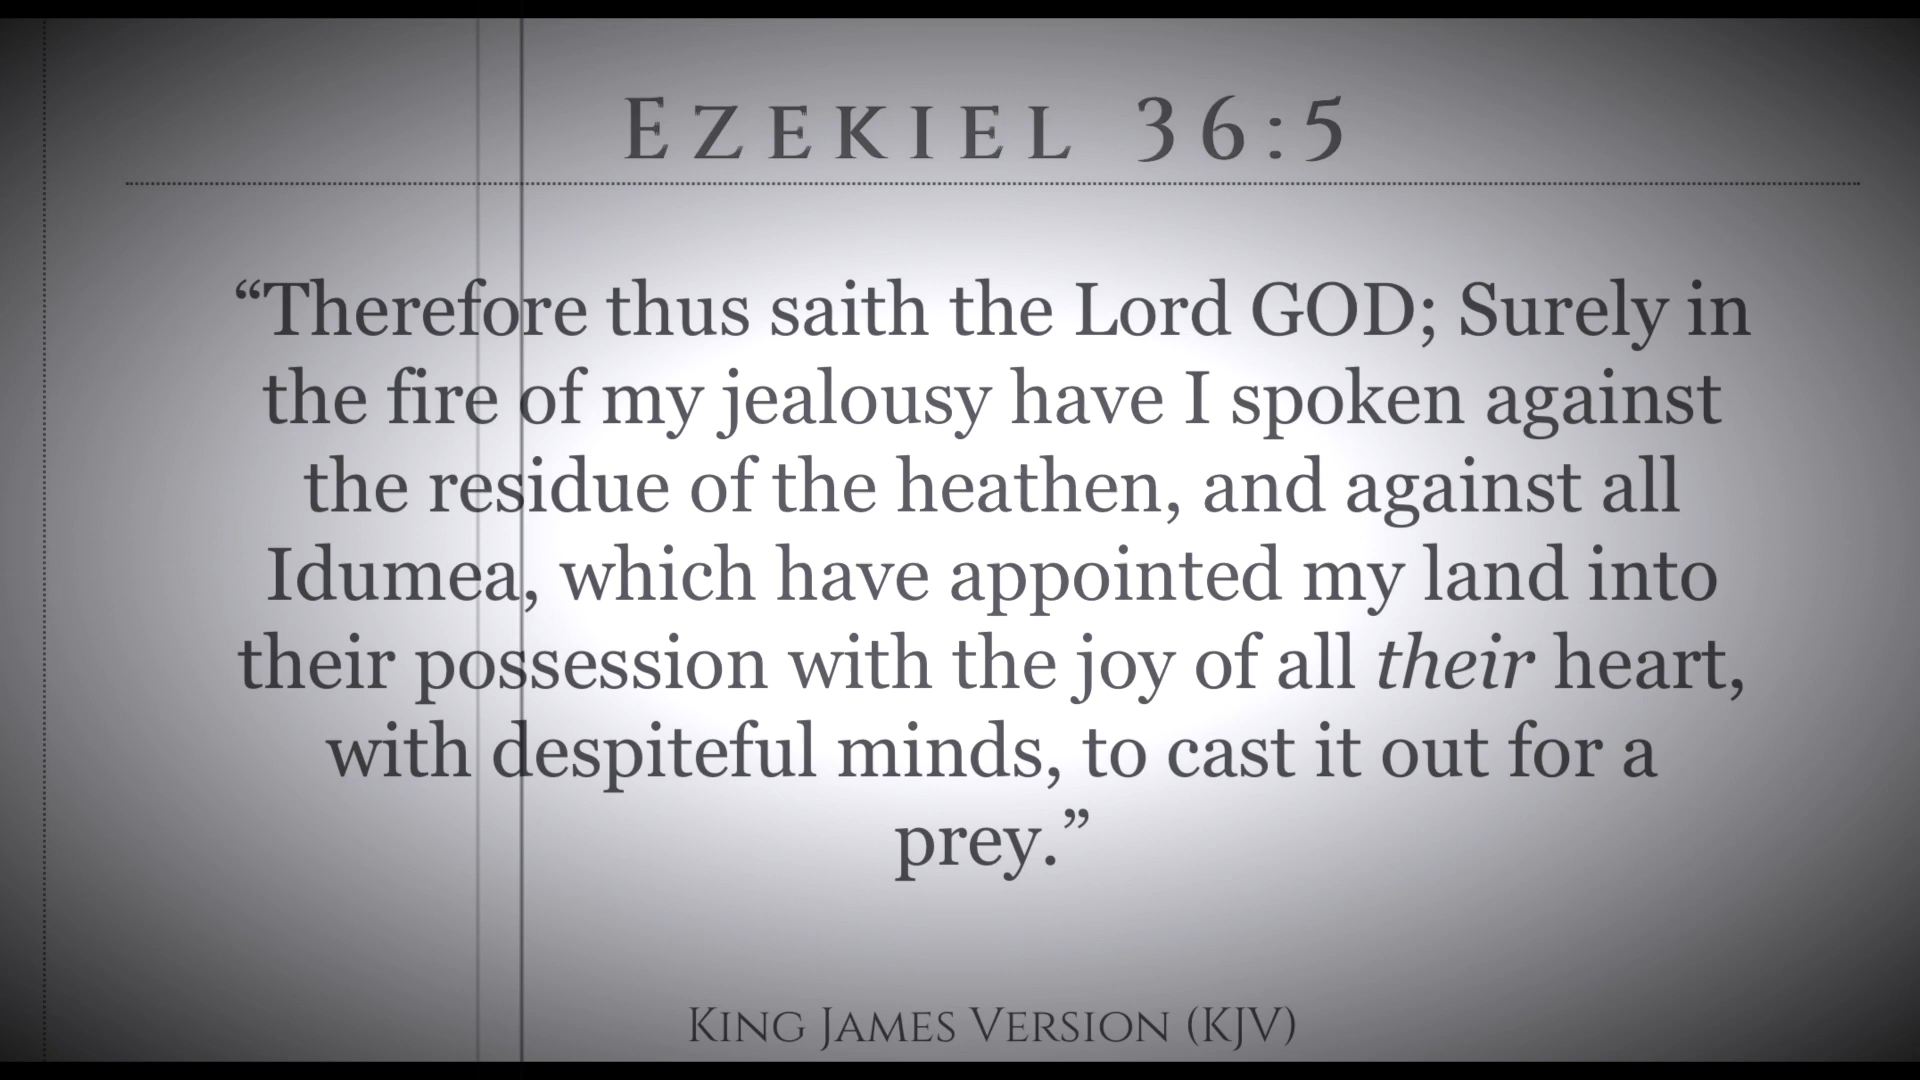 Ezekiel 36:5
“Therefore thus saith the Lord GOD; Surely in
the fire of my jealousy have I spoken against
the residue of the heathen, and against all
Idumea, which have appointed my land into
their possession with the joy of all their heart,
with despiteful minds, to cast it out for a
prey.”
King James Version (KJV)